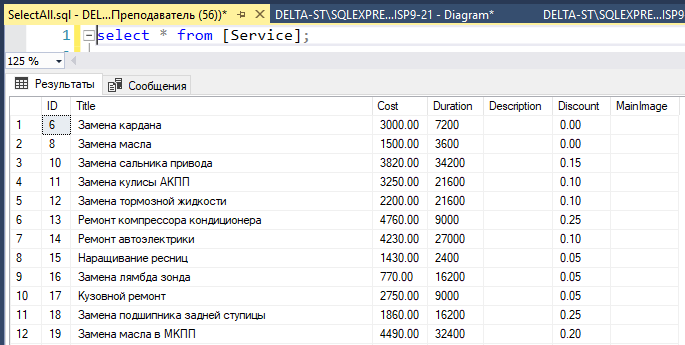 SelectAll.sql - DEL...Преподаватель (56))* DELTA-ST\SQLEXPRE...ISP9-21 - Diagram* DELTA-ST\SQLEXPRE...ISP9
1 select * from [Service];
125 %
Результаты Сообщения
ID Title Cost Duration Description Discount MainImage
1 6 Замена кардана 3000.00 7200 0.00
2 8 Замена масла 1500.00 3600 0.00
3 10 Замена сальника привода 3820.00 34200 0.15
4 11 Замена кулисы АКПП 3250.00 21600 0.10
5 12 Замена тормозной жидкости 2200.00 21600 0.10
6 13 Ремонт компрессора кондиционера 4760.00 9000 0.25
7 14 Ремонт автоэлектрики 4230.00 27000 0.10
8 15 Наращивание ресниц 1430.00 2400 0.05
9 16 Замена лямбда зонда 770.00 16200 0.05
10 17 Кузовной ремонт 2750.00 9000 0.05
11 18 Замена подшипника задней ступицы 1860.00 16200 0.25
12 19 Замена масла в МКПП 4490.00 32400 0.20